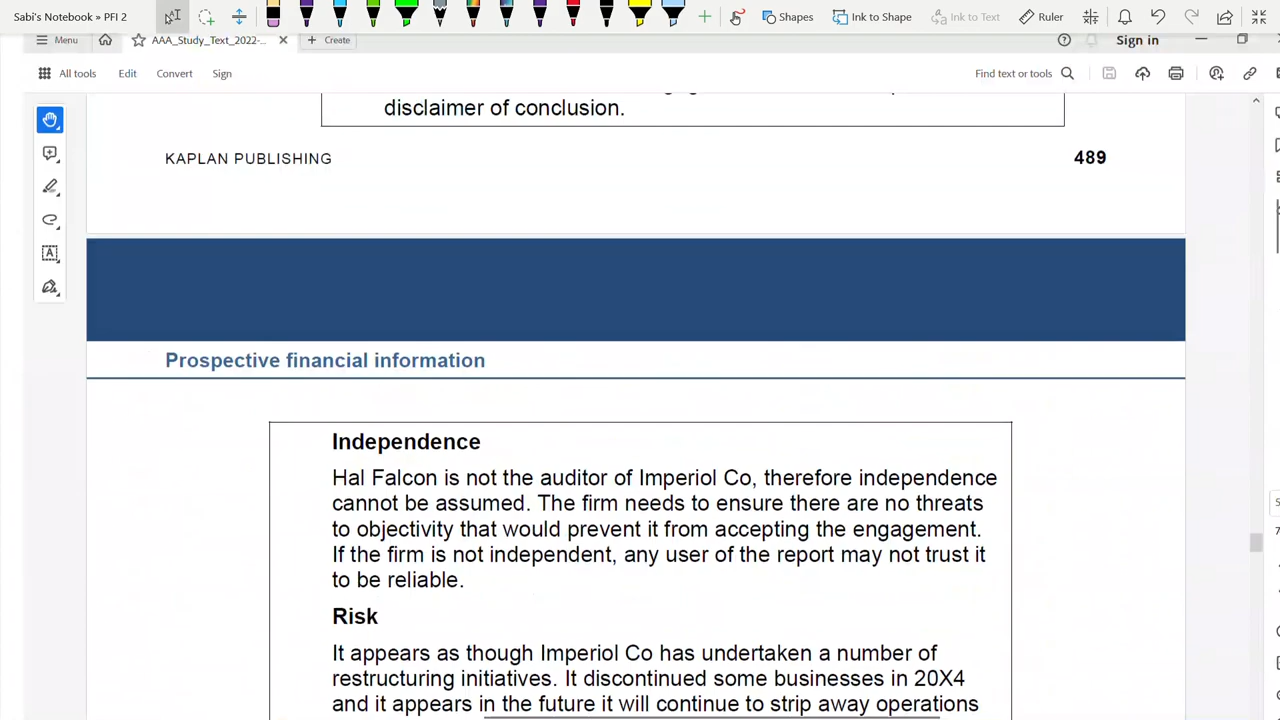 Sabi's Notebook » PFI 2
Shapes
Ink to Shape
Ink to Text
Ruler
Menu
AAA_Study_Text_2022-...
Create
Sign in
All tools
Edit
Convert
Sign
Find text or tools
disclaimer of conclusion.
KAPLAN PUBLISHING
489
Prospective financial information
Independence
Hal Falcon is not the auditor of Imperiol Co, therefore independence
cannot be assumed. The firm needs to ensure there are no threats
to objectivity that would prevent it from accepting the engagement.
If the firm is not independent, any user of the report may not trust it
to be reliable.
Risk
It appears as though Imperiol Co has undertaken a number of
restructuring initiatives. It discontinued some businesses in 20X4
and it appears in the future it will continue to strip away operations